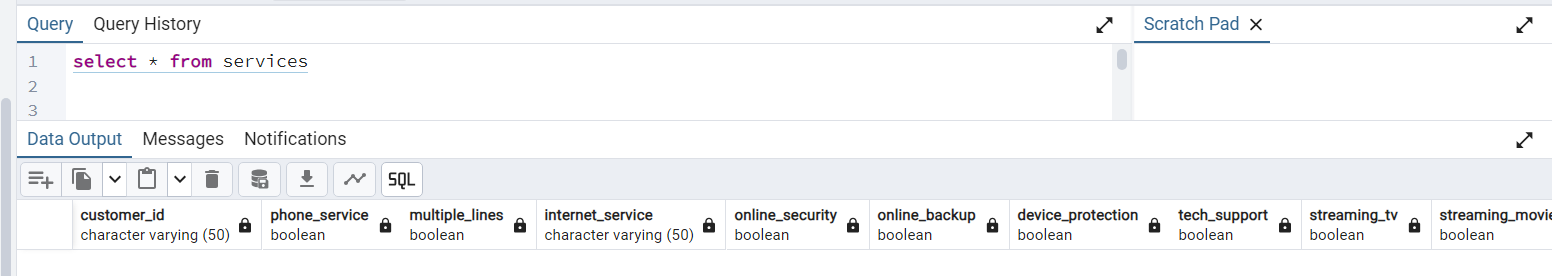 Query Query History Scratch Pad
1 select * from services
2
3
Data Output Messages Notifications
SQL
customer_id phone_service multiple_lines internet_service online_security online_backup device_protection tech_support streaming_tv streaming_movie
character varying (50) boolean boolean character varying (50) boolean boolean boolean boolean boolean boolean